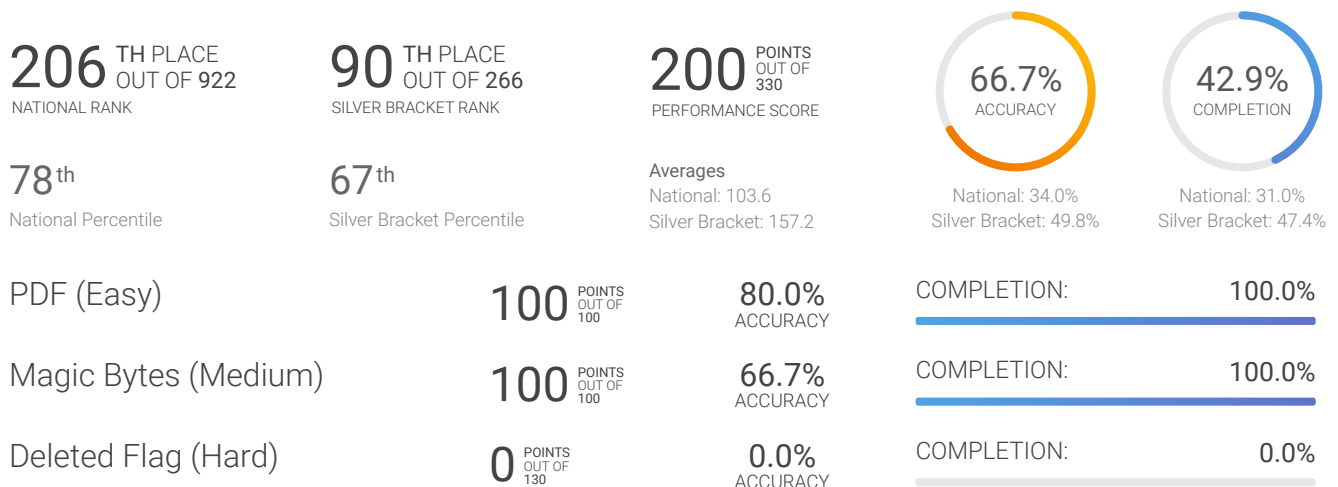 206 TH PLACE
OUT OF 922
NATIONAL RANK
90 TH PLACE
OUT OF 266
SILVER BRACKET RANK
200 POINTS
OUT OF
330
PERFORMANCE SCORE
66.7%
ACCURACY
42.9%
COMPLETION
78th
National Percentile
67th
Silver Bracket Percentile
Averages
National: 103.6
Silver Bracket: 157.2
National: 34.0%
Silver Bracket: 49.8%
National: 31.0%
Silver Bracket: 47.4%
PDF (Easy)
100 POINTS
OUT OF
100
80.0%
ACCURACY
COMPLETION: 100.0%
Magic Bytes (Medium)
100 POINTS
OUT OF
100
66.7%
ACCURACY
COMPLETION: 100.0%
Deleted Flag (Hard)
0 POINTS
OUT OF
130
0.0%
ACCURACY
COMPLETION: 0.0%